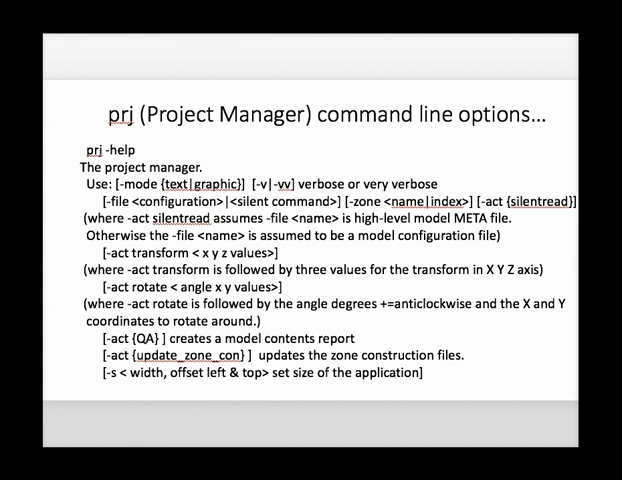 prj (Project Manager) command line options…
prj -help
The project manager.
Use: [-mode {text|graphic}] [-v|-vv] verbose or very verbose
[-file <configuration>|<silent command>] [-zone <name|index>] [-act {silentread}]
(where -act silentread assumes -file <name> is high-level model META file.
Otherwise the -file <name> is assumed to be a model configuration file)
[-act transform < x y z values>]
(where -act transform is followed by three values for the transform in X Y Z axis)
[-act rotate < angle x y values>]
(where -act rotate is followed by the angle degrees +=anticlockwise and the X and Y
coordinates to rotate around.)
[-act {QA} ] creates a model contents report
[-act {update_zone_con} ] updates the zone construction files.
[-s < width, offset left & top> set size of the application]